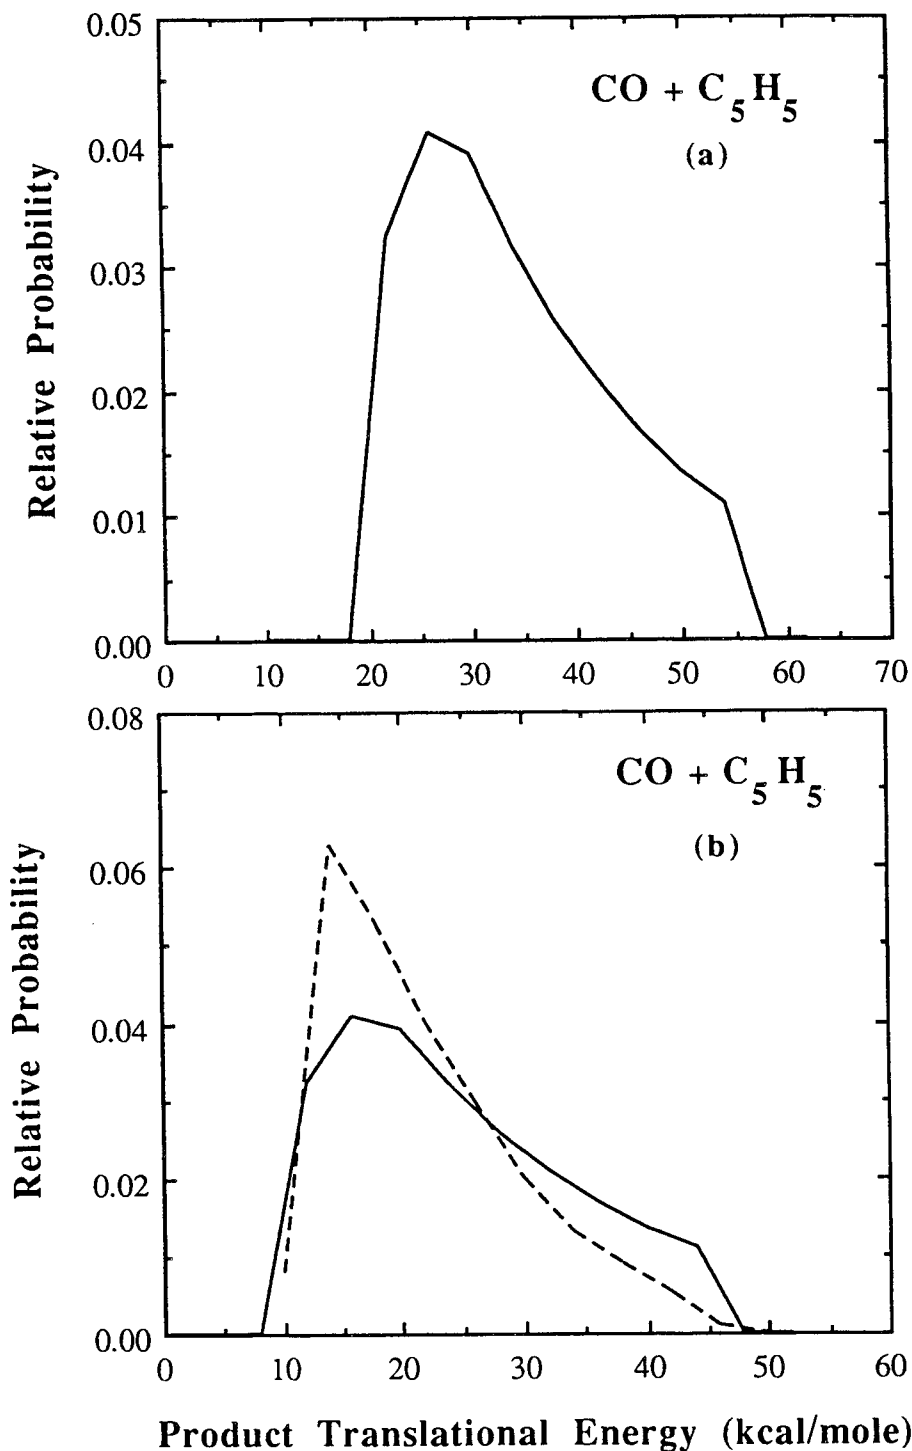 0.05
0.04
0.03
0.02
0.01
0.00
Relative Probability
CO + C5H5
(a)
0 10 20 30 40 50 60 70
0.08
0.06
0.04
0.02
0.00
Relative Probability
CO + C5H5
(b)
0 10 20 30 40 50 60
Product Translational Energy (kcal/mole)